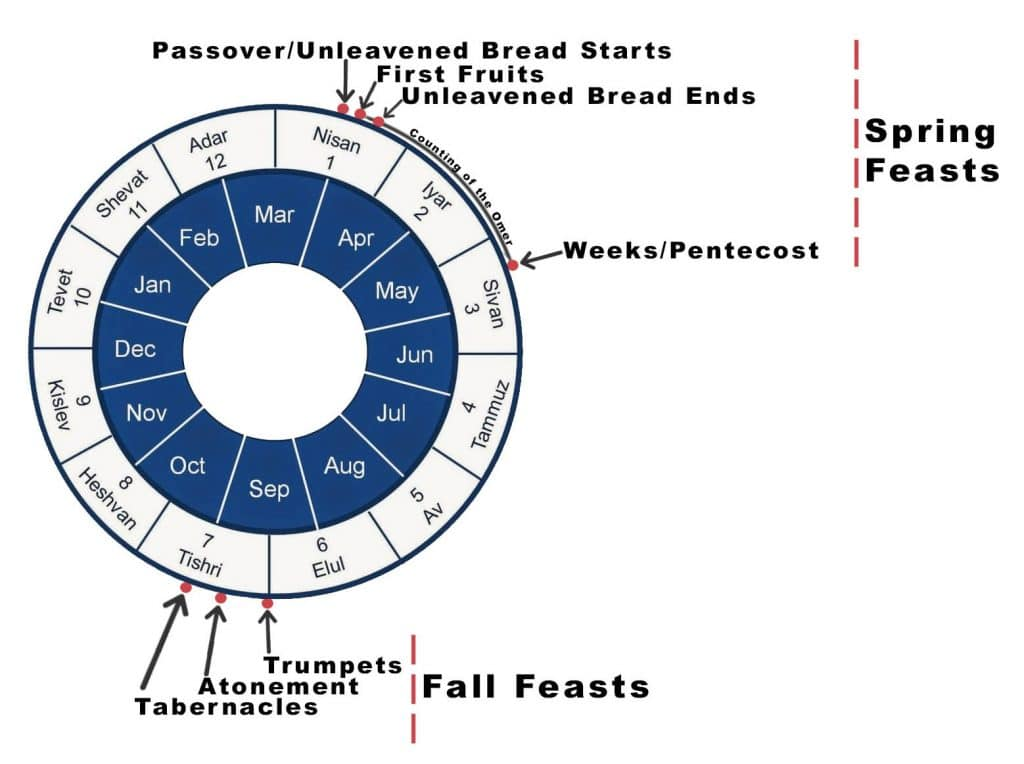 Passover/Unleavened Bread Starts
First Fruits
Unleavened Bread Ends
Counting of the Omer
Spring
Feasts
Weeks/Pentecost
Nisan
1
Iyar
2
Sivan
3
4
Tammuz
5
Av
6
Elul
7
Tishri
8
Heshvan
9
Kislev
Tevet
10
Shevat
11
Adar
12
Mar
Apr
May
Jun
Jul
Aug
Sep
Oct
Nov
Dec
Jan
Feb
Trumpets
Atonement
Tabernacles
Fall Feasts